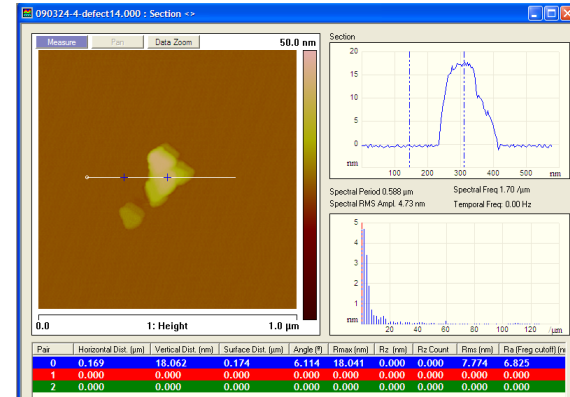 090324-4-defect14.000 : Section <>
Measure Pan Data Zoom 50.0 nm
0.0 1: Height 1.0 µm
Section
20
15
10
5
0
nm 100 200 300 400 500 nm
Spectral Period 0.588 µm Spectral Freq 1.70 /µm
Spectral RMS Ampl. 4.73 nm Temporal Freq: 0.00 Hz
5
4
3
2
1
nm 20 40 60 80 100 120 /µm
Pair Horizontal Dist. (µm) Vertical Dist. (nm) Surface Dist. (µm) Angle (º) Rmax (nm) Rz (nm) Rz Count Rms (nm) Ra (Freq cutoff) (n
0 0.169 18.062 0.174 6.114 18.041 0.000 0.000 7.774 6.825
1 0.000 0.000 0.000 0.000 0.000 0.000 0.000 0.000 0.000
2 0.000 0.000 0.000 0.000 0.000 0.000 0.000 0.000 0.000